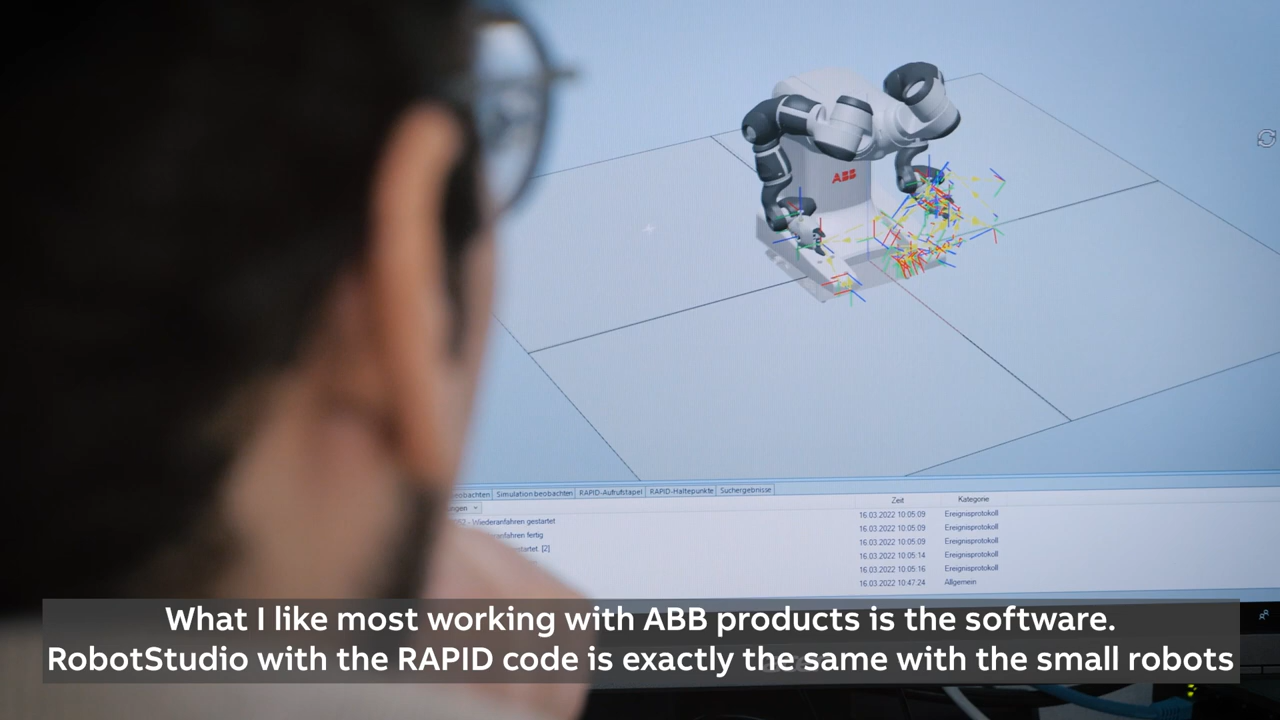 ABB
Simulation beobachten RAPID-Aufrufstapel RAPID-Haltepunkte Suchergebnisse
Zeit Kategorie
- Wiederanfahren gestartet 16.03.2022 10:05:09 Ereignisprotokoll
fertig 16.03.2022 10:05:09 Ereignisprotokoll
[2] 16.03.2022 10:05:09 Ereignisprotokoll
16.03.2022 10:05:14 Ereignisprotokoll
16.03.2022 10:05:16 Ereignisprotokoll
16.03.2022 10:47:24 Allgemein
What I like most working with ABB products is the software.
RobotStudio with the RAPID code is exactly the same with the small robots